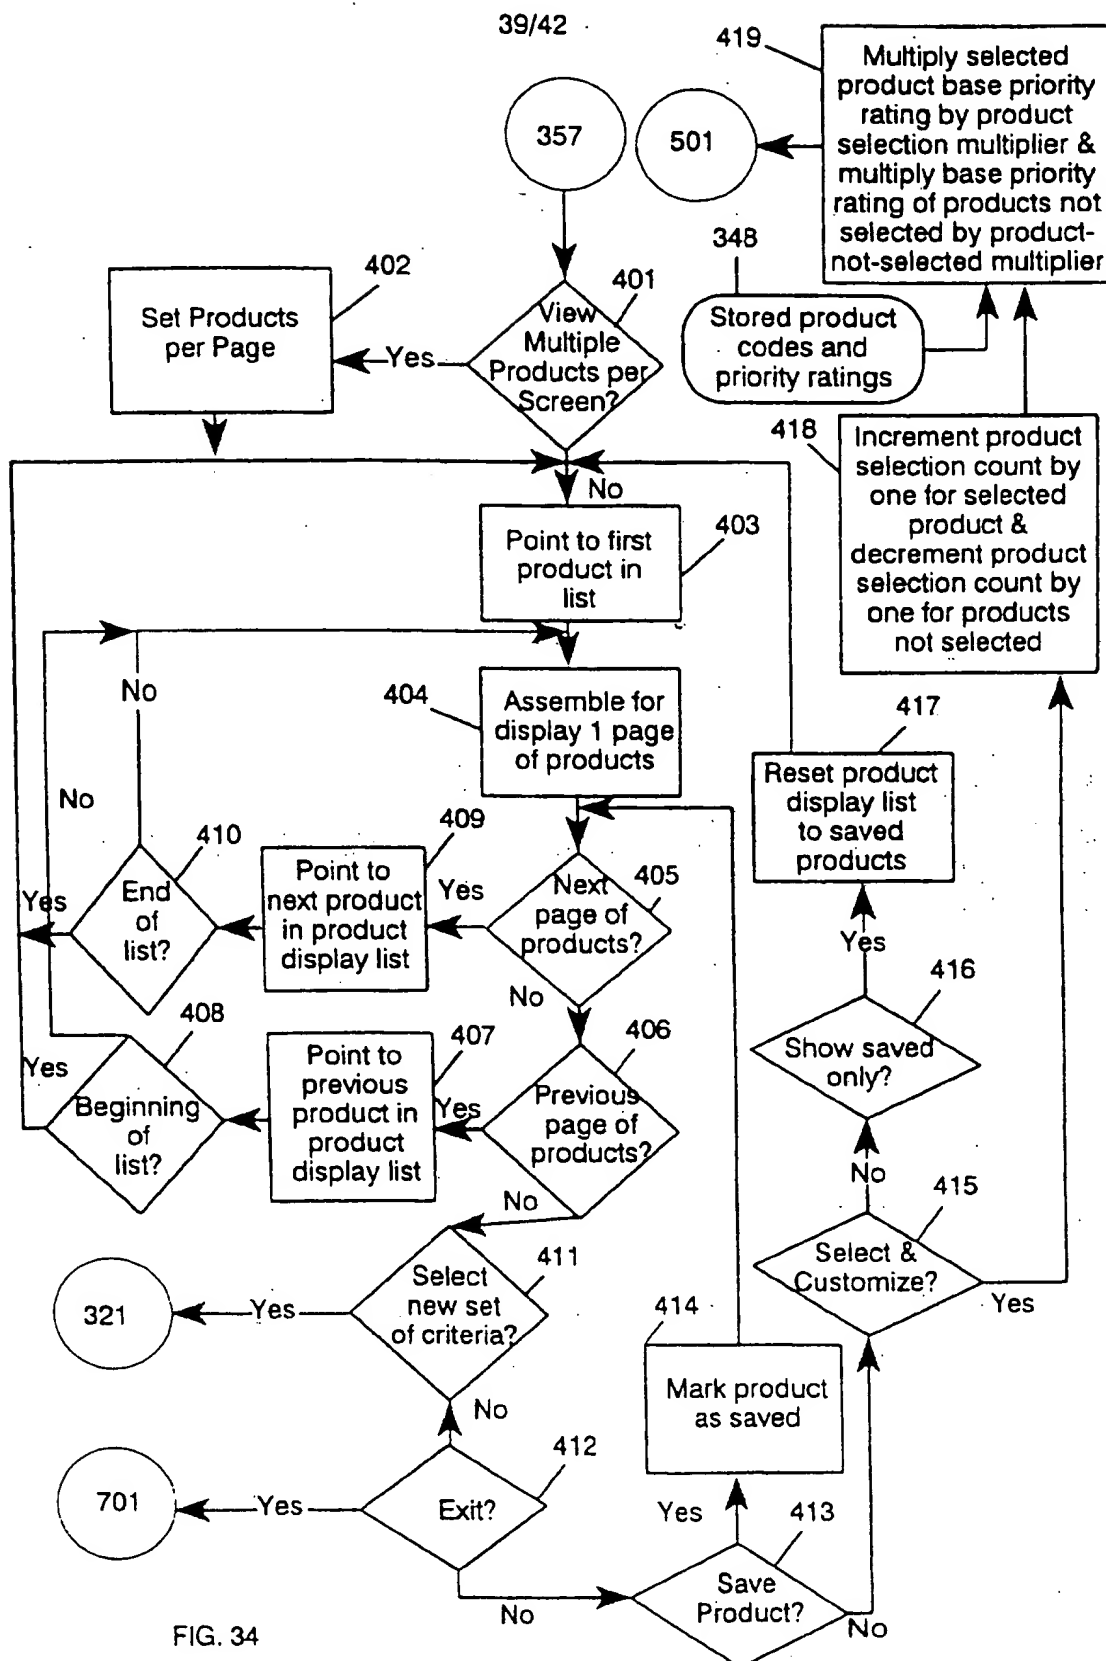 39/42
419
Multiply selected
product base priority
rating by product
selection multiplier &
multiply base priority
rating of products not
selected by product-
not-selected multiplier
357
501
348
Stored product
codes and
priority ratings
402
Set Products
per Page
401
View
Multiple
Products per
Screen?
Yes
No
418
Increment product
selection count by
one for selected
product &
decrement product
selection count by
one for products
not selected
403
Point to first
product in
list
404
Assemble for
display 1 page
of products
No
No
417
Reset product
display list
to saved
products
410
End
of
list?
Yes
409
Point to
next product
in product
display list
Yes
405
Next
page of
products?
No
Yes
416
Show saved
only?
408
Beginning
of
list?
Yes
407
Point to
previous
product in
product
display list
Yes
406
Previous
page of
products?
No
No
415
Select &
Customize?
Yes
411
Select
new set
of criteria?
Yes
321
No
414
Mark product
as saved
412
Exit?
Yes
701
No
Yes
413
Save
Product?
No
FIG. 34